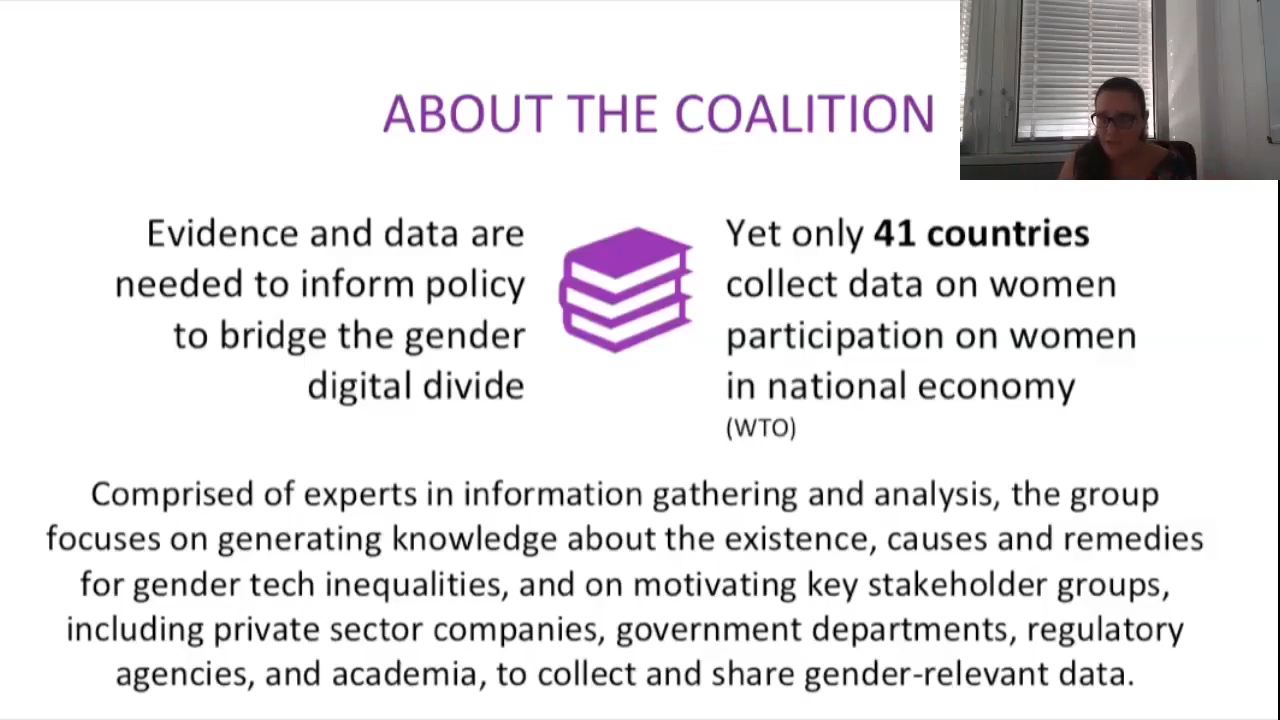 ABOUT THE COALITION
Evidence and data are
needed to inform policy
to bridge the gender
digital divide
Yet only 41 countries
collect data on women
participation on women
in national economy
(WTO)
Comprised of experts in information gathering and analysis, the group
focuses on generating knowledge about the existence, causes and remedies
for gender tech inequalities, and on motivating key stakeholder groups,
including private sector companies, government departments, regulatory
agencies, and academia, to collect and share gender-relevant data.